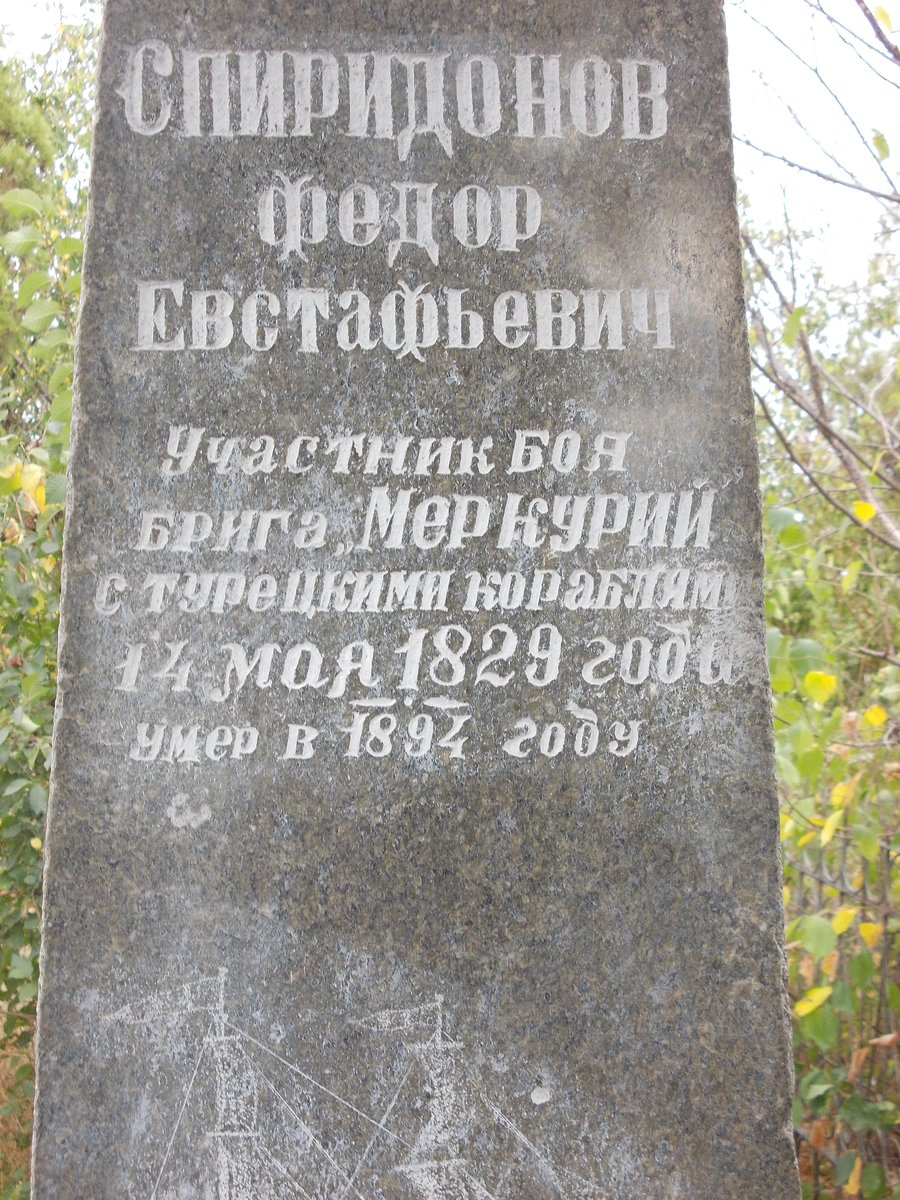 Спиридонов
Федор
Евстафьевич
Участник боя
брига „Меркурий"
с турецкими кораблями
14 мая 1829 года
умер в 1894 году